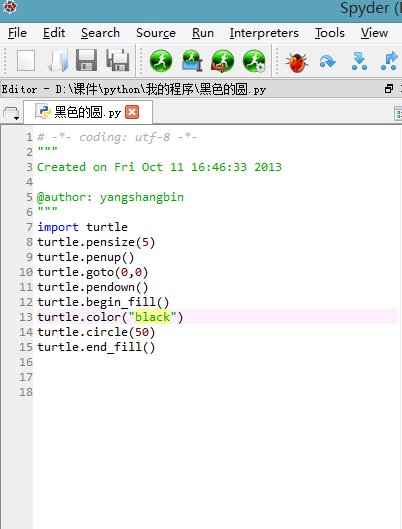 Spyder (
File Edit Search Source Run Interpreters Tools View
Editor - D:\课件\python\我的程序\黑色的圆.py
黑色的圆.py
1 # -*- coding: utf-8 -*-
2 """
3 Created on Fri Oct 11 16:46:33 2013
4
5 @author: yangshangbin
6 """
7 import turtle
8 turtle.pensize(5)
9 turtle.penup()
10 turtle.goto(0,0)
11 turtle.pendown()
12 turtle.begin_fill()
13 turtle.color("black")
14 turtle.circle(50)
15 turtle.end_fill()
16
17
18